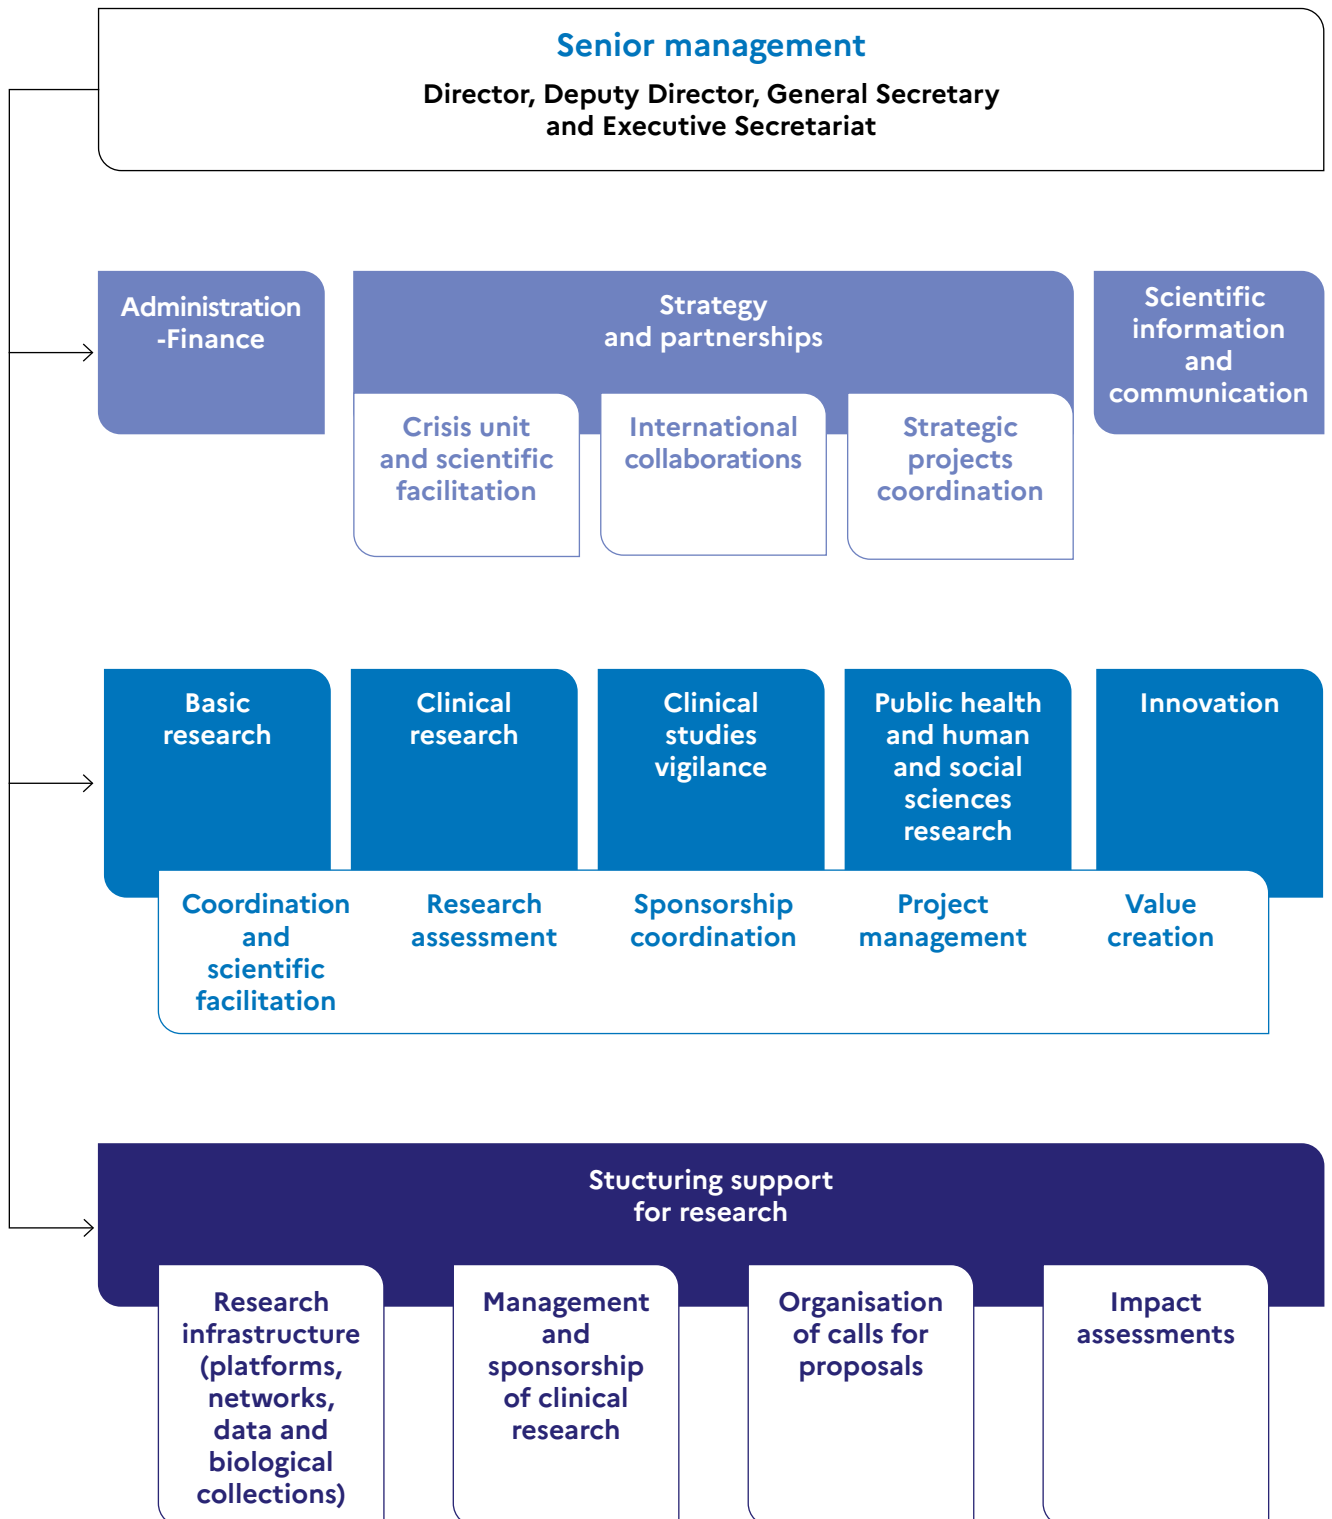 Senior management
Director, Deputy Director, General Secretary
and Executive Secretariat
Administration
-Finance
Strategy
and partnerships
Scientific
information
and
communication
Crisis unit
and scientific
facilitation
International
collaborations
Strategic
projects
coordination
Basic
research
Clinical
research
Clinical
studies
vigilance
Public health
and human
and social
sciences
research
Innovation
Coordination
and
scientific
facilitation
Research
assessment
Sponsorship
coordination
Project
management
Value
creation
Stucturing support
for research
Research
infrastructure
(platforms,
networks,
data and
biological
collections)
Management
and
sponsorship
of clinical
research
Organisation
of calls for
proposals
Impact
assessments